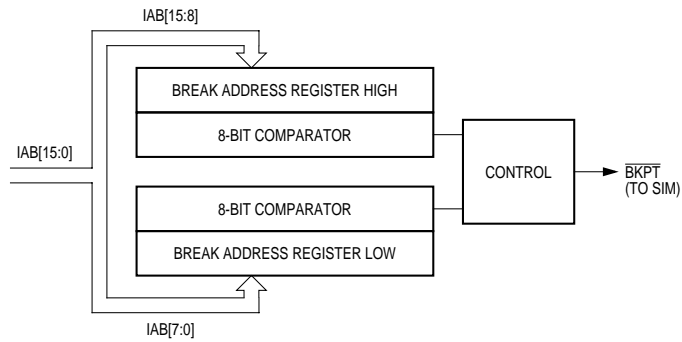 IAB[15:8]
BREAK ADDRESS REGISTER HIGH
8-BIT COMPARATOR
IAB[15:0]
CONTROL
BKPT
(TO SIM)
8-BIT COMPARATOR
BREAK ADDRESS REGISTER LOW
IAB[7:0]